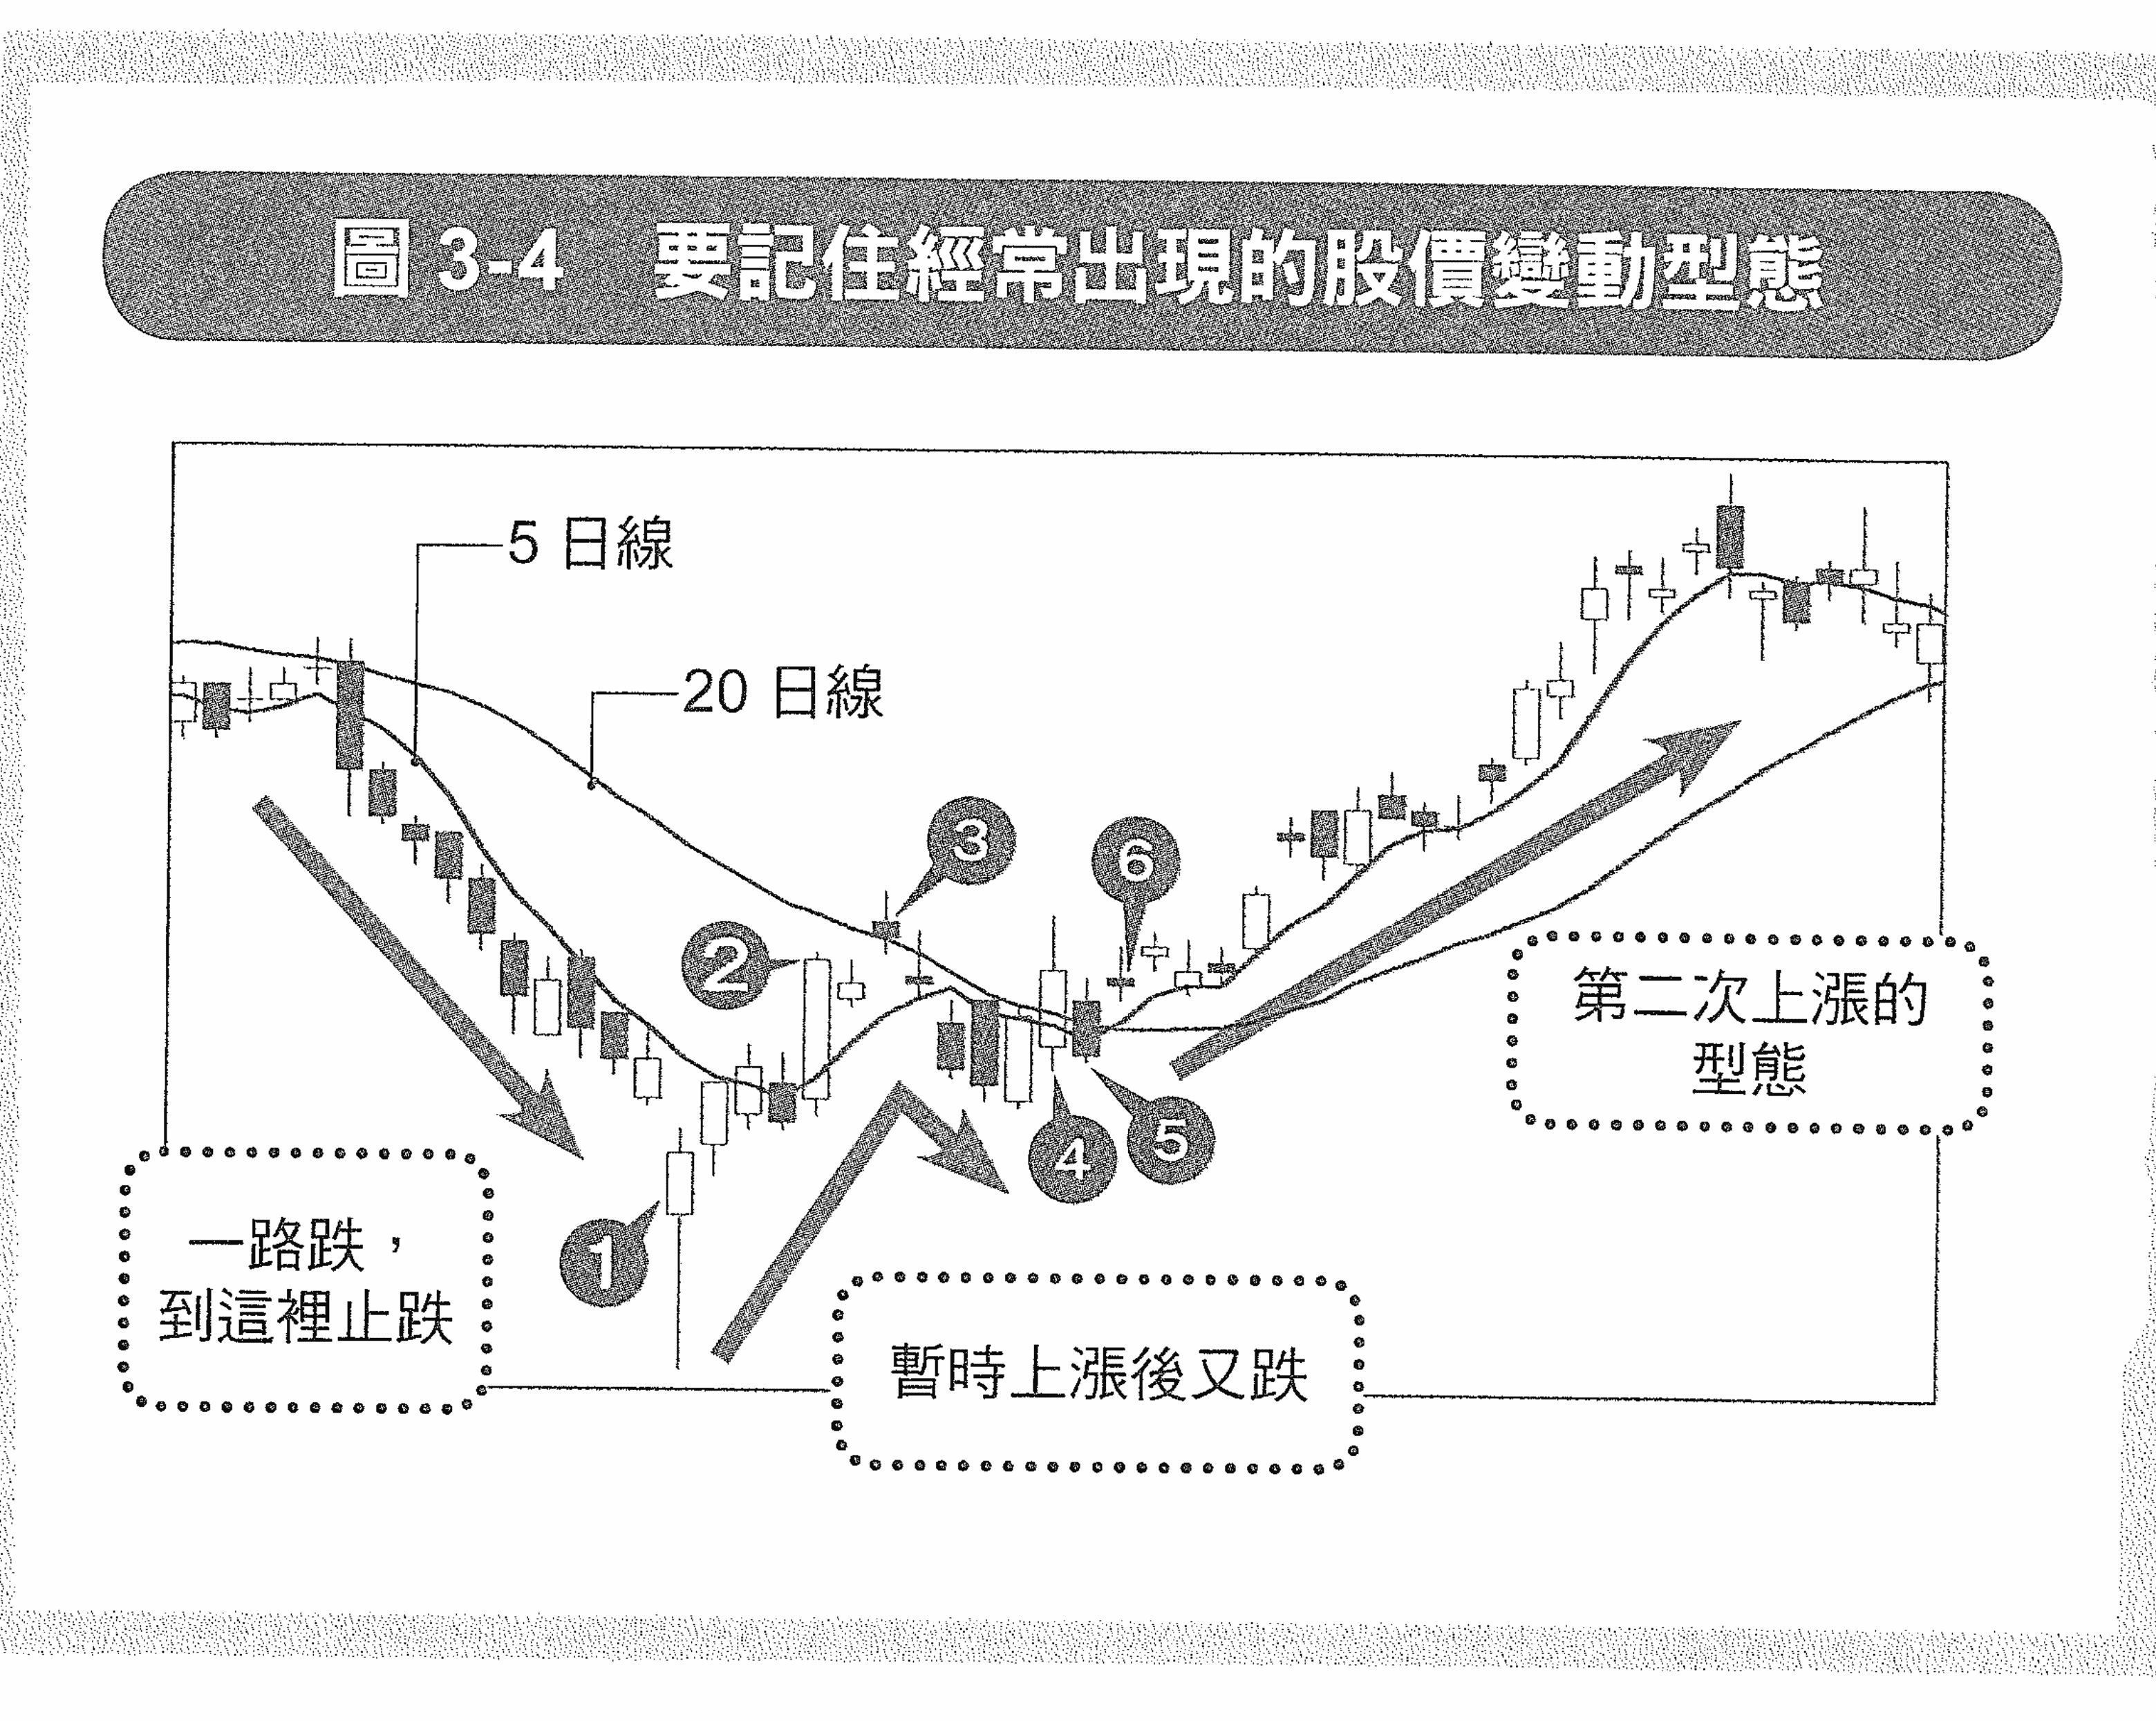 圖 3-4 要記住經常出現的股價變動型態
5 日線
20 日線
3
6
2
第二次上漲的
型態
4
5
1
一路跌，
到這裡止跌
暫時上漲後又跌